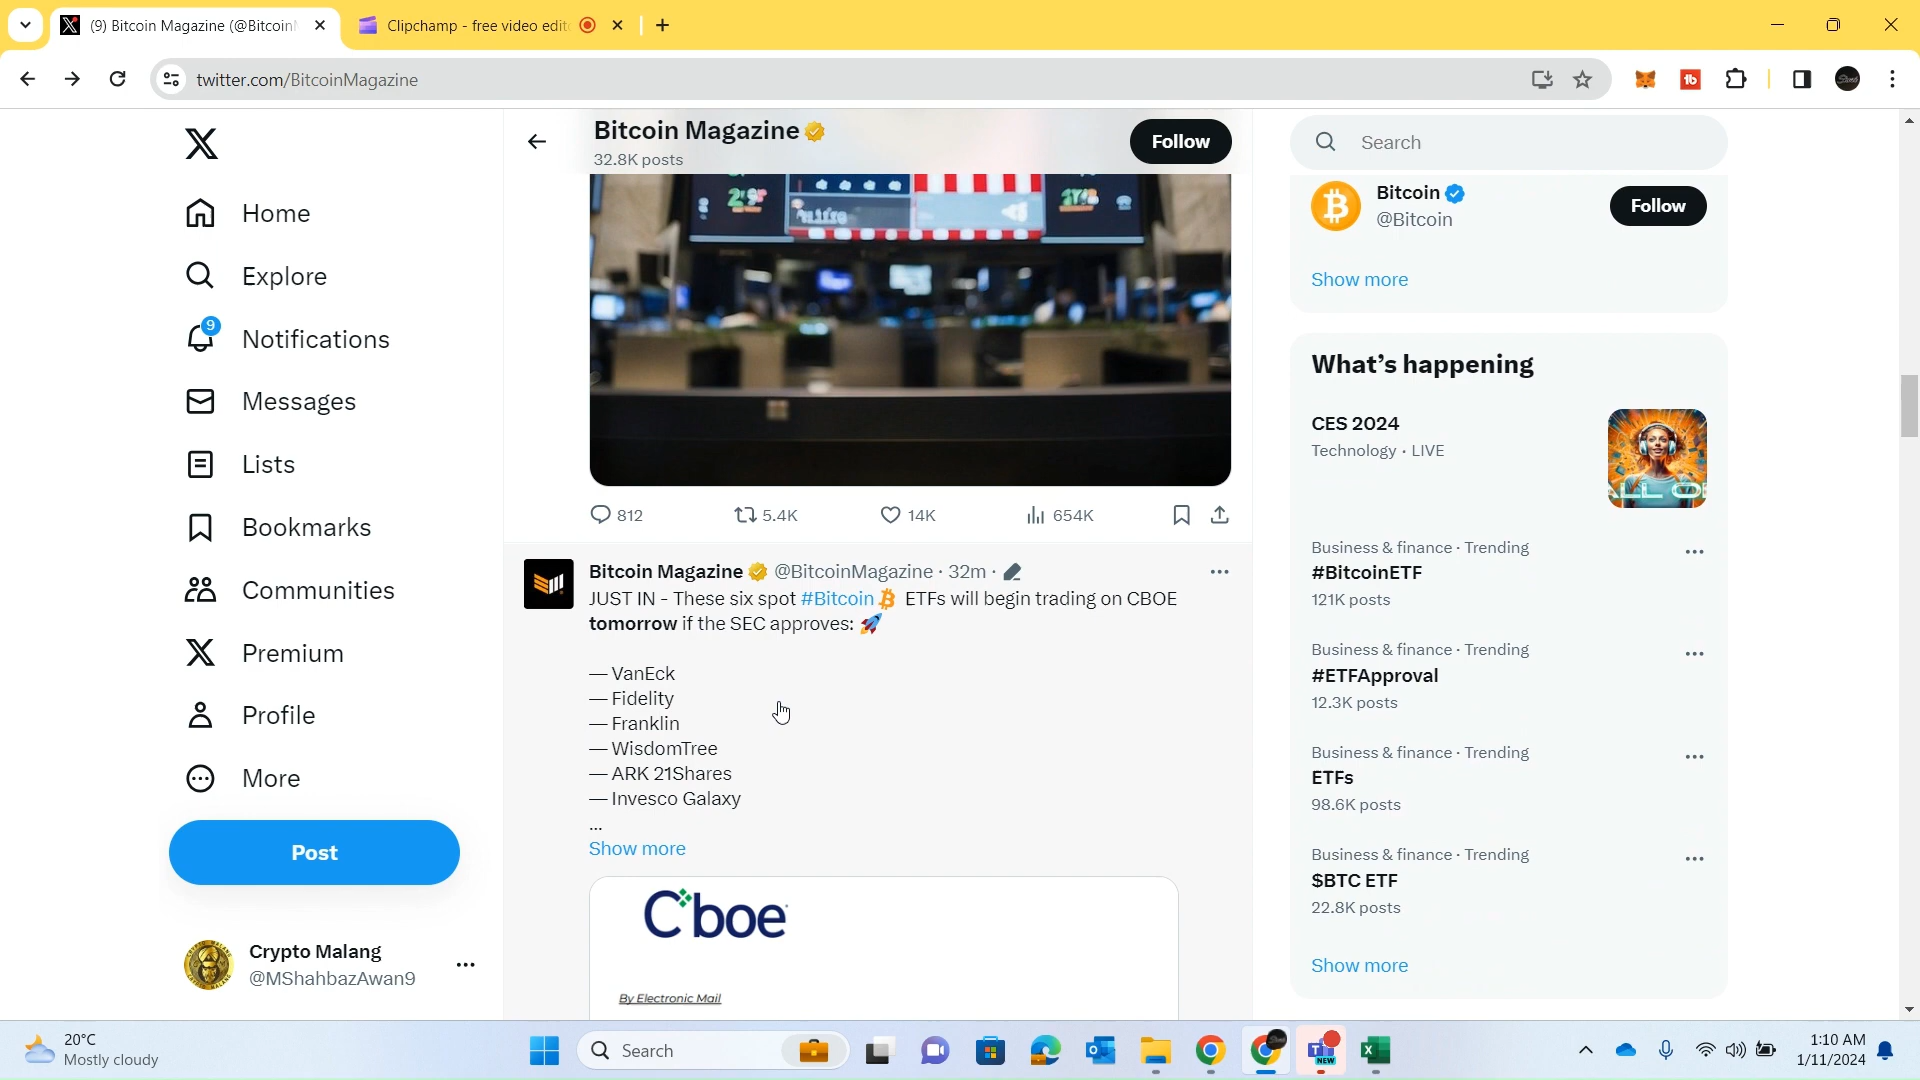 (9) Bitcoin Magazine (@Bitcoin
Clipchamp - free video edit
twitter.com/BitcoinMagazine
Home
Explore
9
Notifications
Messages
Lists
Bookmarks
Communities
Premium
Profile
More
Post
Crypto Malang
@MShahbazAwan9
Bitcoin Magazine
32.8K posts
Follow
812
5.4K
14K
654K
Bitcoin Magazine @BitcoinMagazine · 32m ·
JUST IN - These six spot #Bitcoin ETFs will begin trading on CBOE
tomorrow if the SEC approves: 🚀
— VanEck
— Fidelity
— Franklin
— WisdomTree
— ARK 21Shares
— Invesco Galaxy
...
Show more
Cboe
By Electronic Mail
Search
Bitcoin
@Bitcoin
Follow
Show more
What's happening
CES 2024
Technology · LIVE
Business & finance · Trending
#BitcoinETF
121K posts
Business & finance · Trending
#ETFApproval
12.3K posts
Business & finance · Trending
ETFs
98.6K posts
Business & finance · Trending
$BTC ETF
22.8K posts
Show more
20°C
Mostly cloudy
Search
NEW
1:10 AM
1/11/2024